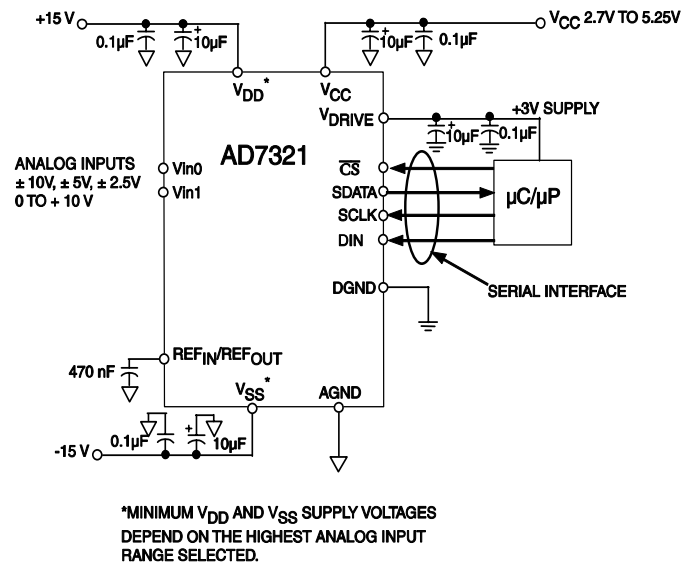 +15 V
0.1µF
+
10µF
+
10µF
0.1µF
VCC 2.7V TO 5.25V
VDD*
VCC
VDRIVE
+3V SUPPLY
+
10µF
0.1µF
AD7321
ANALOG INPUTS
± 10V, ± 5V, ± 2.5V
0 TO + 10 V
Vin0
Vin1
CS
SDATA
SCLK
DIN
µC/µP
DGND
SERIAL INTERFACE
REFIN/REFOUT
470 nF
VSS*
AGND
0.1µF
+
10µF
-15 V
*MINIMUM VDD AND VSS SUPPLY VOLTAGES
DEPEND ON THE HIGHEST ANALOG INPUT
RANGE SELECTED.